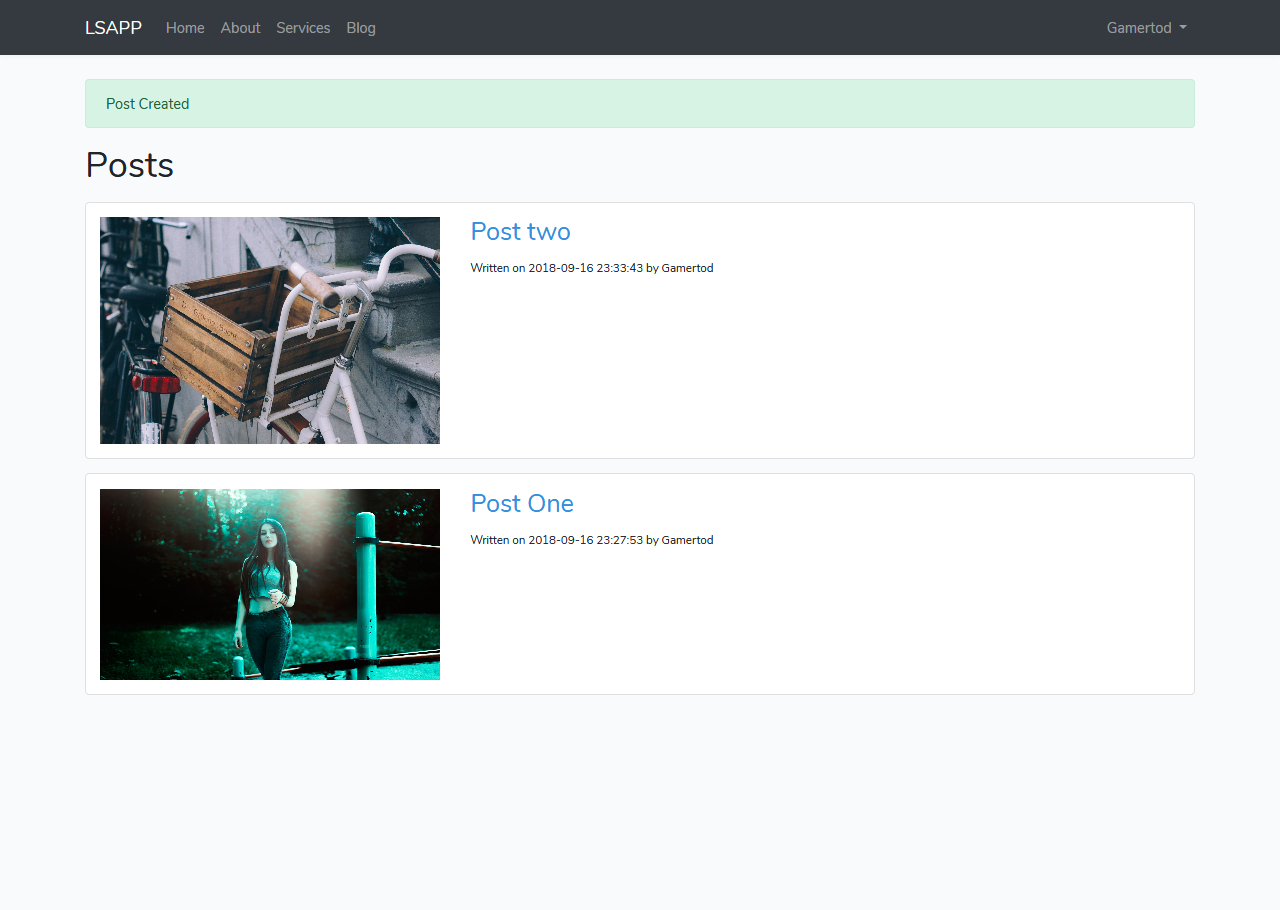 LSAPP Home About Services Blog Gamertod
Post Created
Posts
Post two
Written on 2018-09-16 23:33:43 by Gamertod
Post One
Written on 2018-09-16 23:27:53 by Gamertod